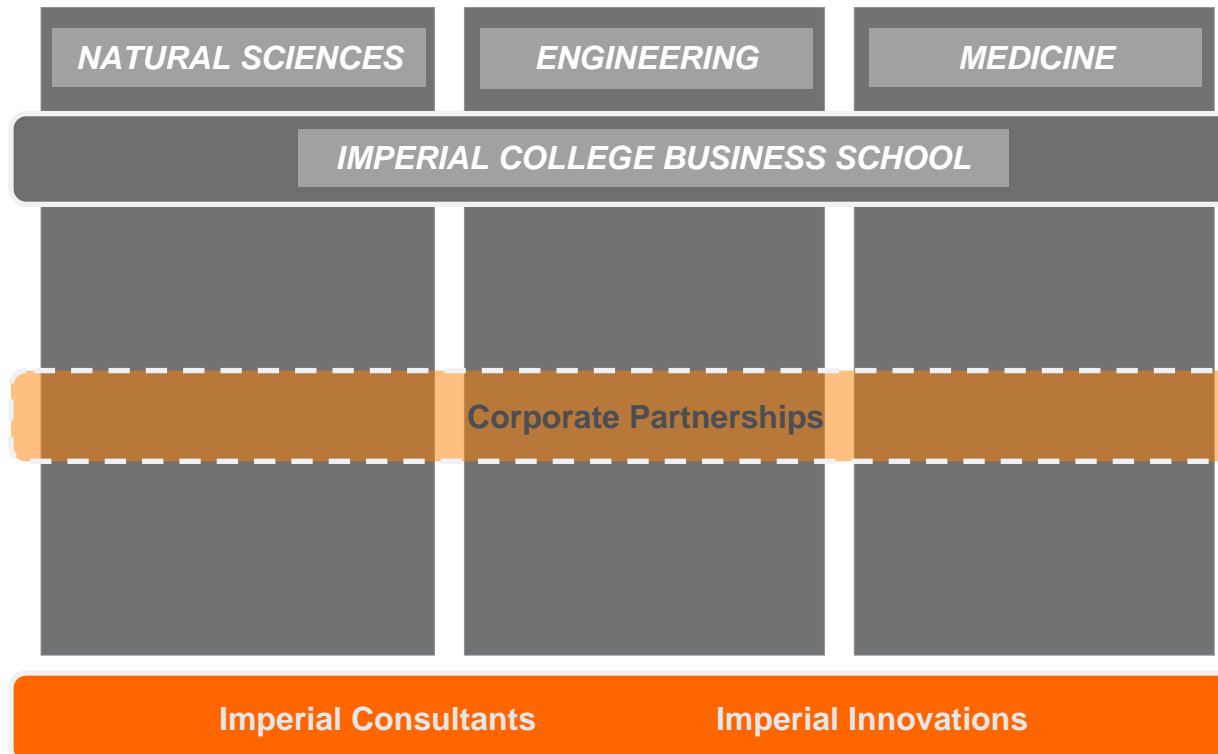 NATURAL SCIENCES ENGINEERING MEDICINE
IMPERIAL COLLEGE BUSINESS SCHOOL
Corporate Partnerships
Imperial Consultants Imperial Innovations